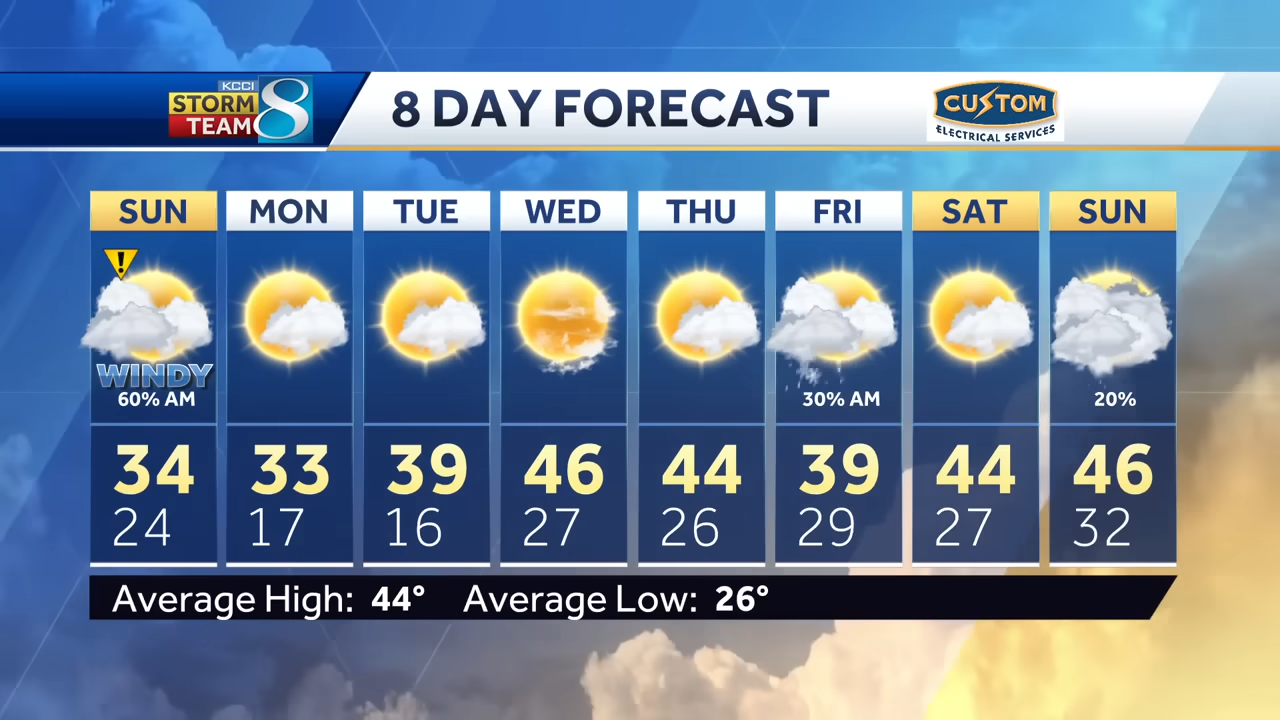 KCCI
STORM
TEAM
8
8 DAY FORECAST
CUSTOM
ELECTRICAL SERVICES
SUN MON TUE WED THU FRI SAT SUN
!
WINDY
60% AM 30% AM 20%
34 33 39 46 44 39 44 46
24 17 16 27 26 29 27 32
Average High: 44° Average Low: 26°